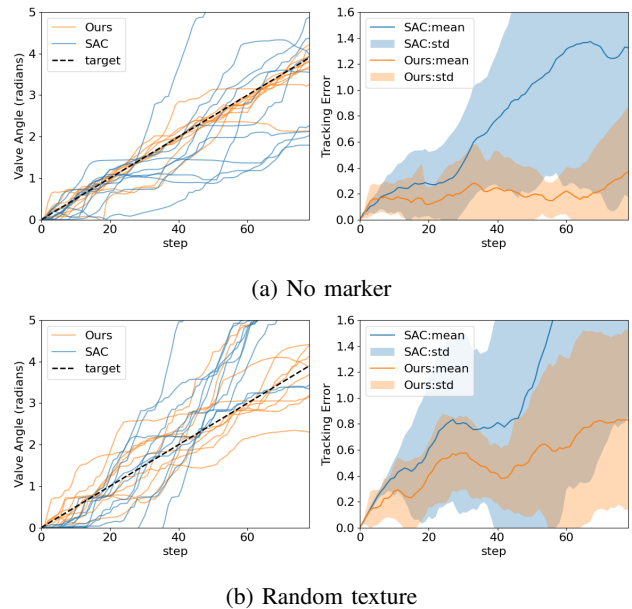 Ours
SAC
target
Valve Angle (radians)
5
4
3
2
1
0
0
20
40
60
step
SAC:mean
SAC:std
Ours:mean
Ours:std
Tracking Error
1.6
1.4
1.2
1.0
0.8
0.6
0.4
0.2
0.0
0
20
40
60
step
(a) No marker
Ours
SAC
target
Valve Angle (radians)
5
4
3
2
1
0
0
20
40
60
step
SAC:mean
SAC:std
Ours:mean
Ours:std
Tracking Error
1.6
1.4
1.2
1.0
0.8
0.6
0.4
0.2
0.0
0
20
40
60
step
(b) Random texture